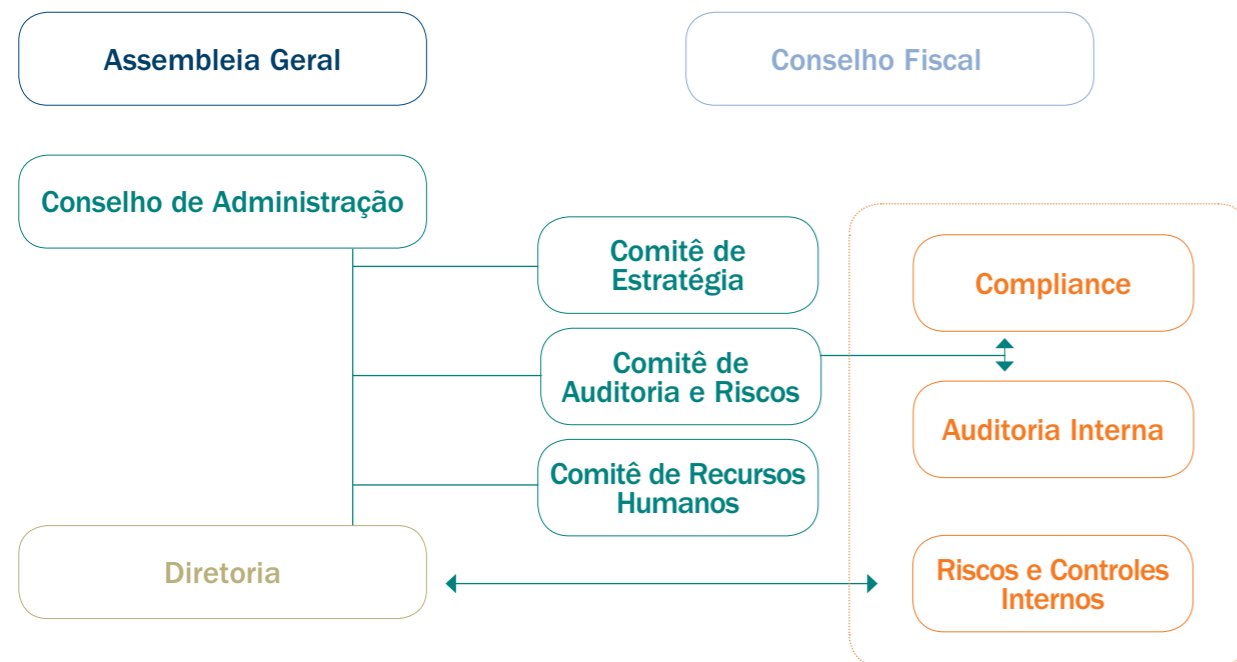 Assembleia Geral
Conselho Fiscal
Conselho de Administração
Comitê de
Estratégia
Compliance
Comitê de
Auditoria e Riscos
Auditoria Interna
Comitê de Recursos
Humanos
Diretoria
Riscos e Controles
Internos